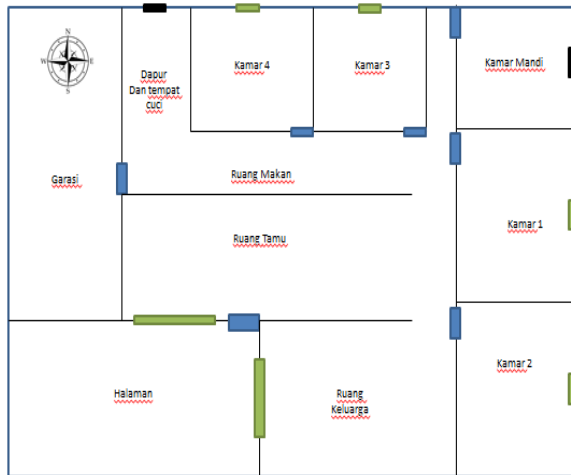 N
W
E
S
Dapur
Dan tempat
cuci
Kamar 4
Kamar 3
Kamar Mandi
Garasi
Ruang Makan
Ruang Tamu
Kamar 1
Kamar 2
Halaman
Ruang
Keluarga